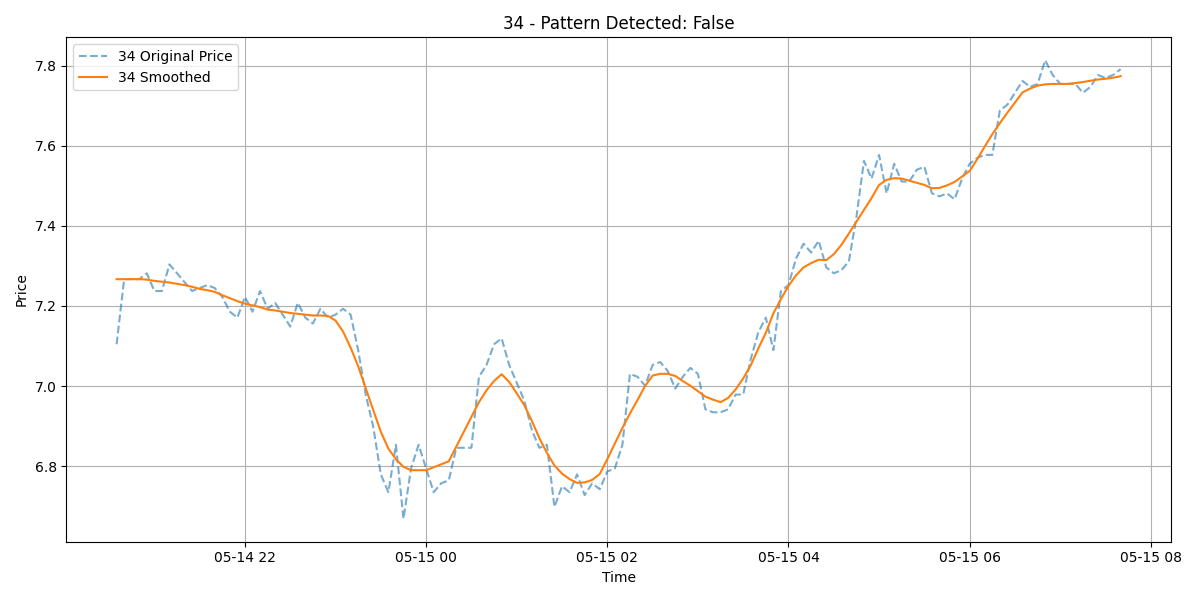 34 - Pattern Detected: False
34 Original Price
34 Smoothed
Price
7.8
7.6
7.4
7.2
7.0
6.8
05-14 22
05-15 00
05-15 02
05-15 04
05-15 06
05-15 08
Time